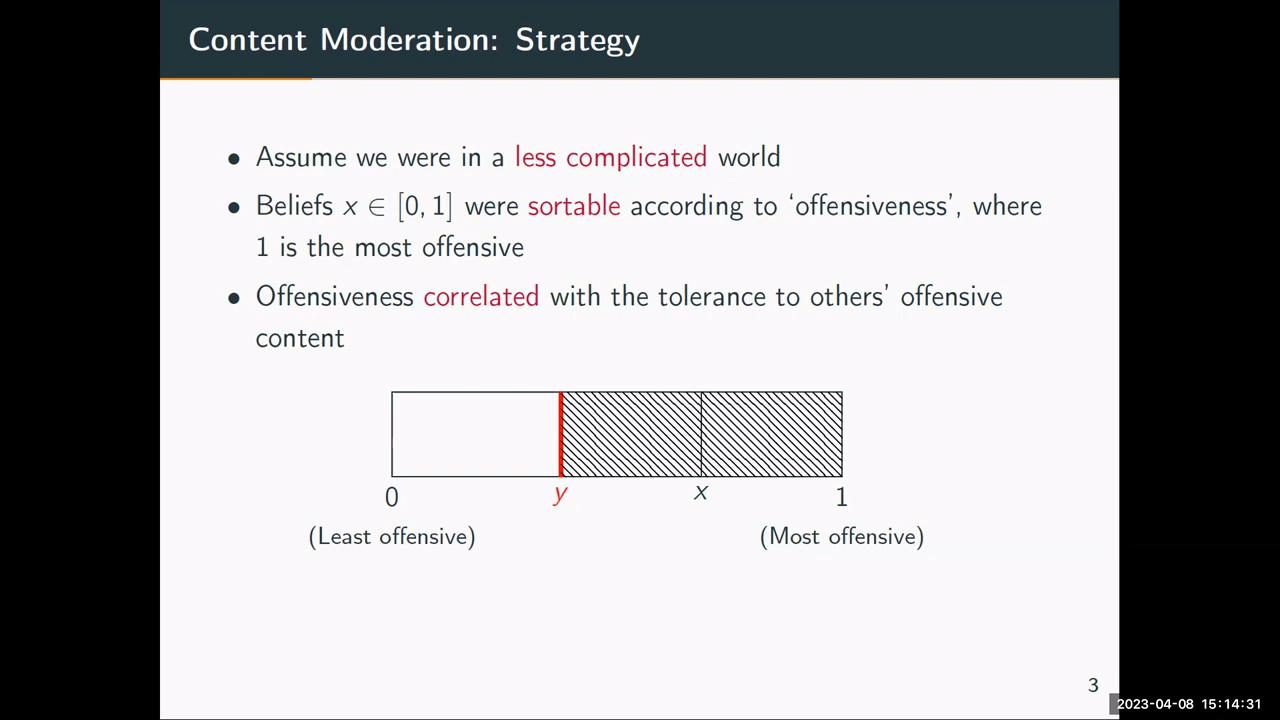 Content Moderation: Strategy
• Assume we were in a less complicated world
• Beliefs x ∈ [0, 1] were sortable according to ‘offensiveness’, where
1 is the most offensive
• Offensiveness correlated with the tolerance to others’ offensive
content
0 y x 1
(Least offensive) (Most offensive)
3
2023-04-08 15:14:31